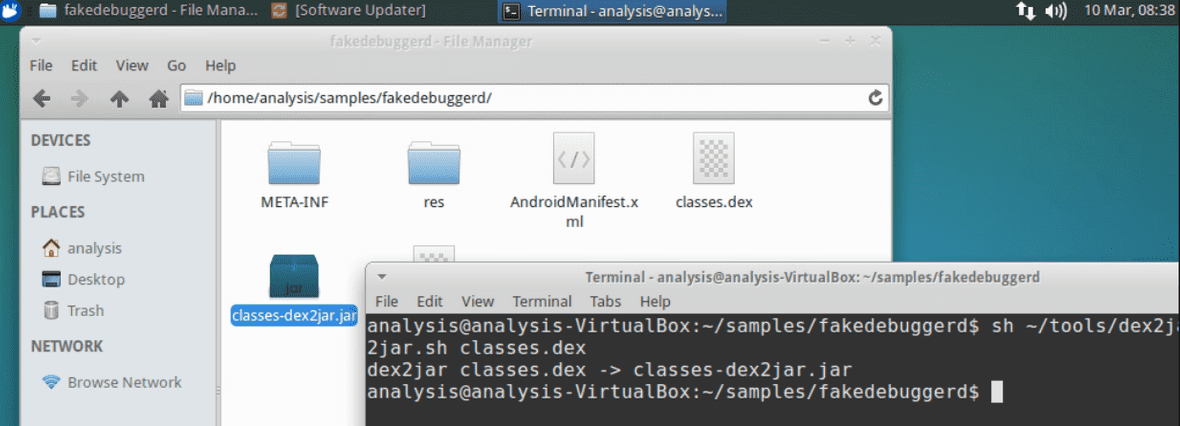 fakedebuggerd - File Mana... [Software Updater] Terminal - analysis@analys... 10 Mar, 08:38
fakedebuggerd - File Manager
File Edit View Go Help
/home/analysis/samples/fakedebuggerd/
DEVICES
File System
PLACES
analysis
Desktop
Trash
NETWORK
Browse Network
META-INF
res
AndroidManifest.x
ml
classes.dex
jar
classes-dex2jar.jar
Terminal - analysis@analysis-VirtualBox: ~/samples/fakedebuggerd
File Edit View Terminal Tabs Help
analysis@analysis-VirtualBox:~/samples/fakedebuggerd$ sh ~/tools/dex2j
2jar.sh classes.dex
dex2jar classes.dex -> classes-dex2jar.jar
analysis@analysis-VirtualBox:~/samples/fakedebuggerd$